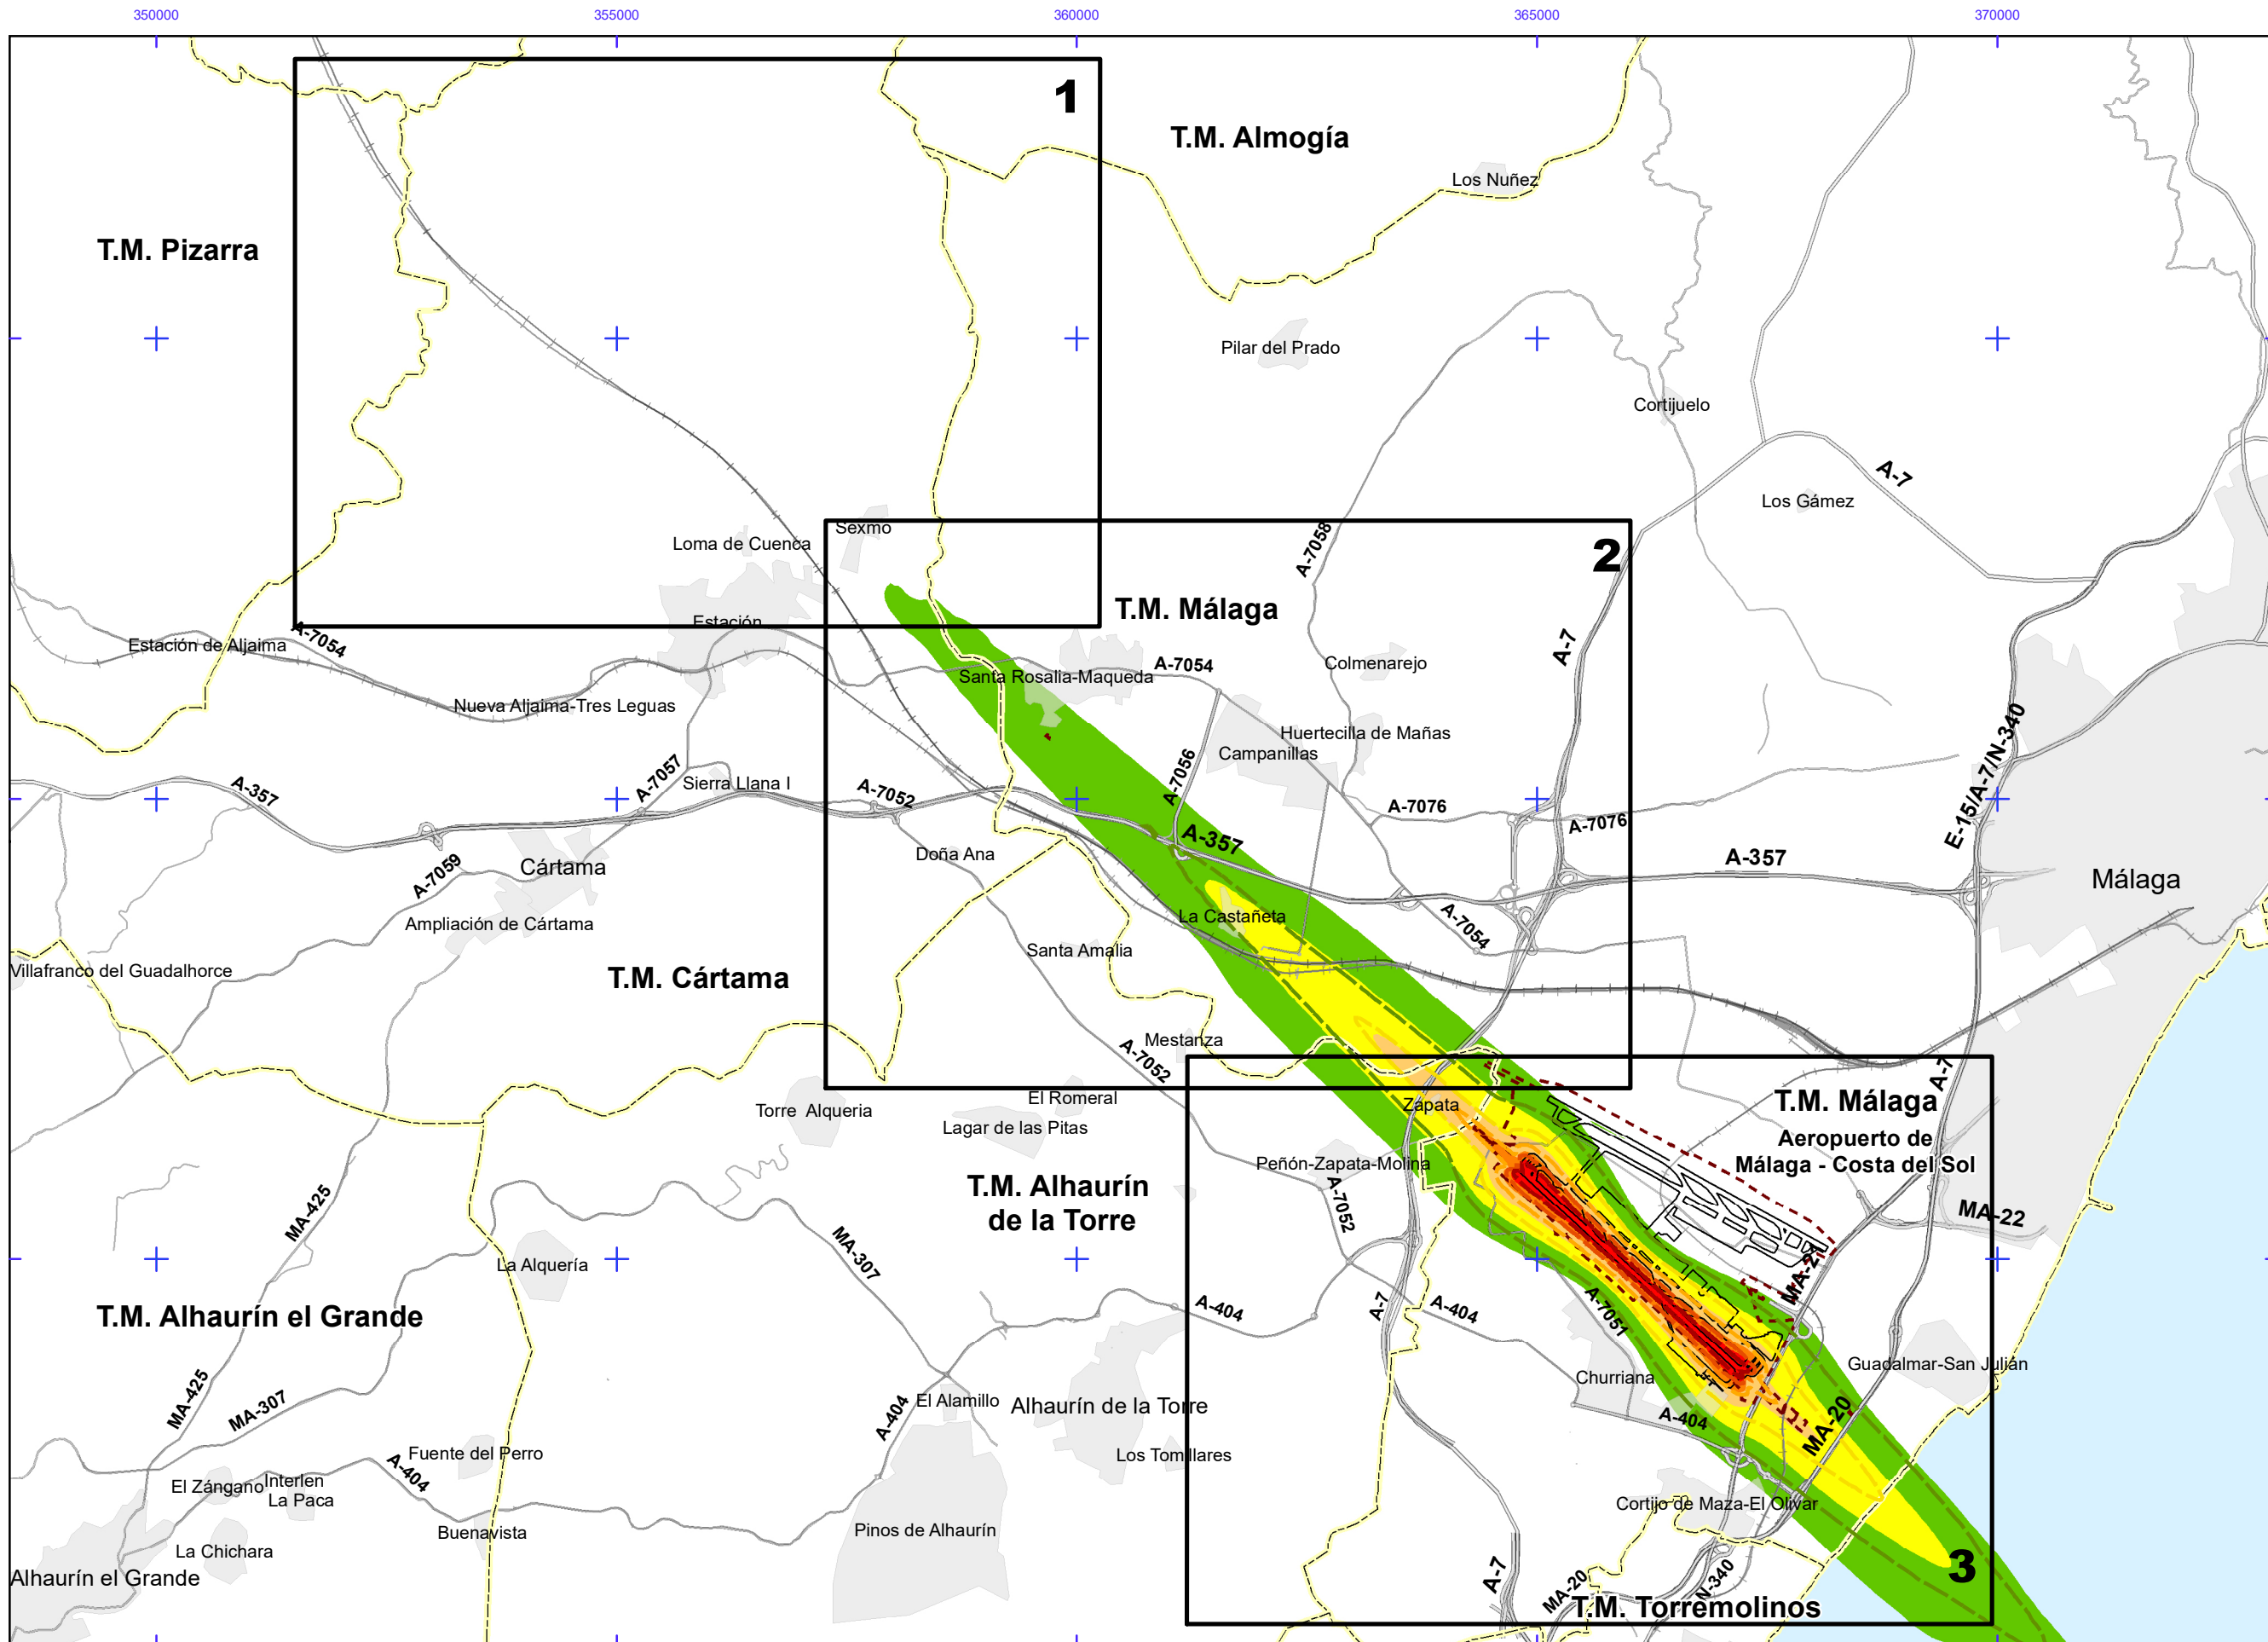 350000
355000
360000
365000
370000
1
T.M. Almogía
Los Nuñez
T.M. Pizarra
Pilar del Prado
Cortijuelo
A-7
Los Gámez
Sexmo
Loma de Cuenca
A-7058
2
T.M. Málaga
Estación
A-7054
Estación de Aljaima
A-7
Colmenarejo
A-7054
Santa Rosalia-Maqueda
Nueva Aljaima-Tres Leguas
Huertecilla de Mañas
Campanillas
E-15/A-7/N-340
A-7057
Sierra Llana I
A-7056
A-357
A-7052
A-7076
A-7076
A-357
Doña Ana
A-357
Cártama
A-7059
Málaga
La Castañeta
Ampliación de Cártama
A-7054
Santa Amalia
Villafranco del Guadalhorce
T.M. Cártama
Mestanza
A-7052
A-7
El Romeral
Zapata
T.M. Málaga
Torre Alqueria
Lagar de las Pitas
Aeropuerto de
Málaga - Costa del Sol
Peñón-Zapata-Molina
T.M. Alhaurín
de la Torre
A-7052
MA-425
MA-22
MA-307
La Alquería
MA-21
T.M. Alhaurín el Grande
A-404
A-7
A-404
A-7051
Guadalmar-San Julián
Churriana
MA-425
MA-307
El Alamillo
Alhaurín de la Torre
A-404
A-404
MA-20
Fuente del Perro
Los Tomillares
A-404
El Zángano
Interlen
La Paca
Cortijo de Maza-El Olivar
Buenavista
Pinos de Alhaurín
La Chichara
3
Alhaurín el Grande
A-7
MA-20
N-340
T.M. Torremolinos